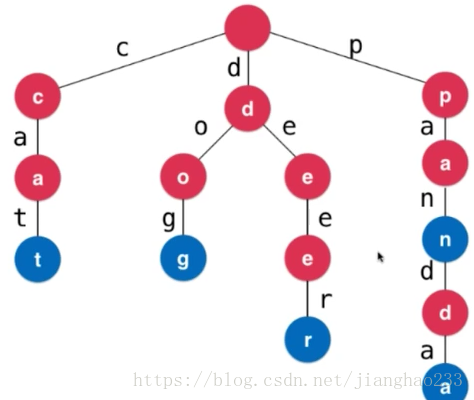 c d p
c d p
a o e a
a o e a
t g e n
t g e n
r d
r d
a
a
https://blog.csdn.net/jianghao233